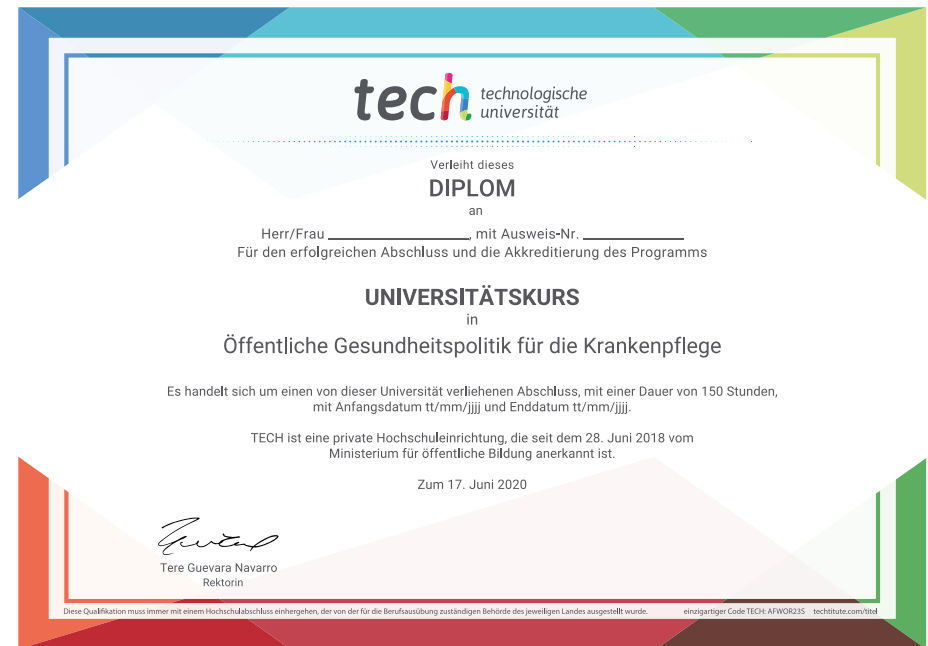 tech technologische
universität
Verleiht dieses
DIPLOM
an
Herr/Frau ____________________, mit Ausweis-Nr. ______________
Für den erfolgreichen Abschluss und die Akkreditierung des Programms
UNIVERSITÄTSKURS
in
Öffentliche Gesundheitspolitik für die Krankenpflege
Es handelt sich um einen von dieser Universität verliehenen Abschluss, mit einer Dauer von 150 Stunden,
mit Anfangsdatum tt/mm/jjjj und Enddatum tt/mm/jjjj.
TECH ist eine private Hochschuleinrichtung, die seit dem 28. Juni 2018 vom
Ministerium für öffentliche Bildung anerkannt ist.
Zum 17. Juni 2020
Tere Guevara Navarro
Rektorin
Diese Qualifikation muss immer mit einem Hochschulabschluss einhergehen, der von der für die Berufsausübung zuständigen Behörde des jeweiligen Landes ausgestellt wurde. einzigartiger Code TECH: AFWOR23S techtitute.com/titel